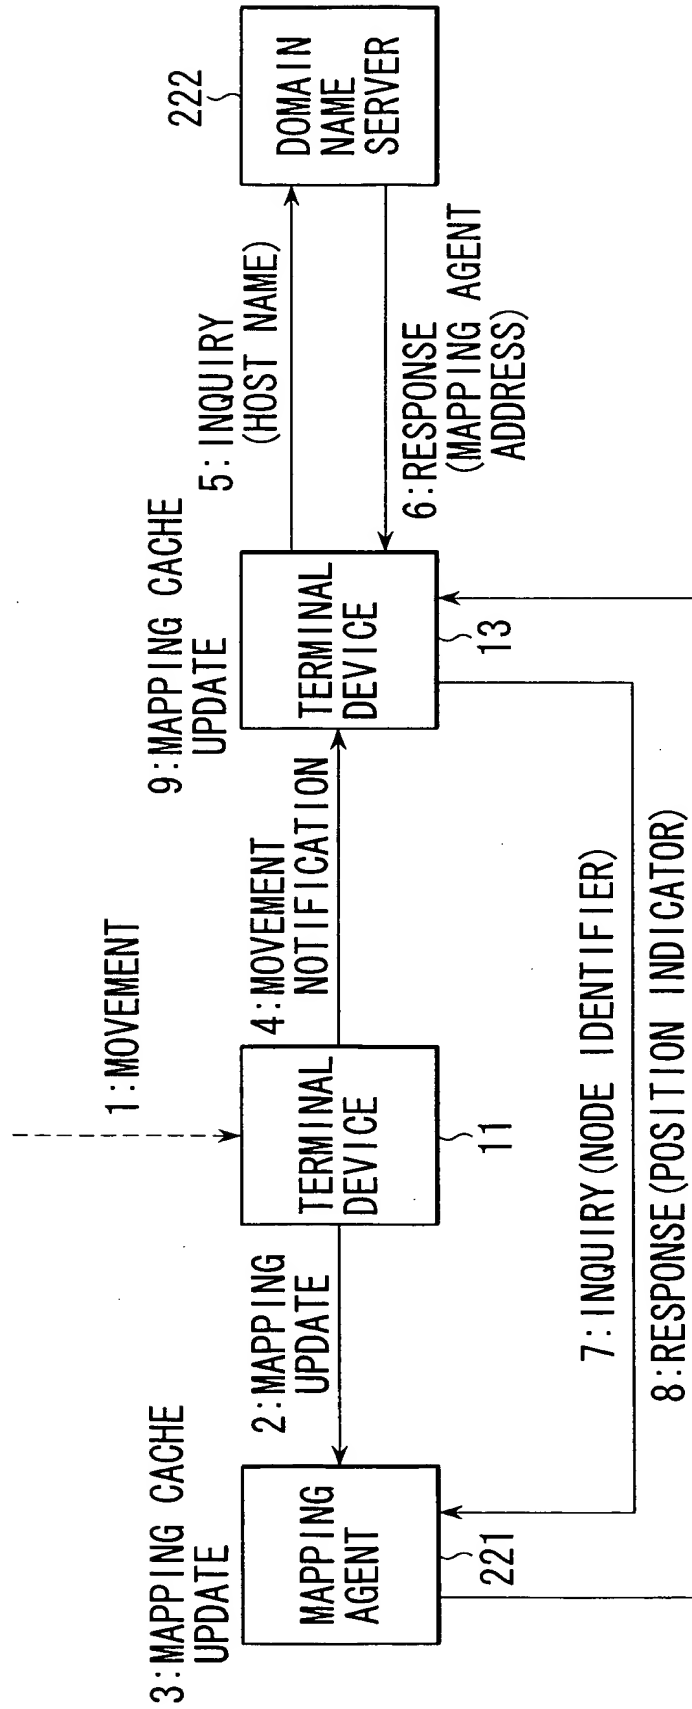 1:MOVEMENT
3:MAPPING CACHE
UPDATE
2:MAPPING
UPDATE
4:MOVEMENT
NOTIFICATION
9:MAPPING CACHE
UPDATE
5:INQUIRY
(HOST NAME)
222
MAPPING
AGENT
221
TERMINAL
DEVICE
11
TERMINAL
DEVICE
13
DOMAIN
NAME
SERVER
6:RESPONSE
(MAPPING AGENT
ADDRESS)
7:INQUIRY(NODE IDENTIFIER)
8:RESPONSE(POSITION INDICATOR)